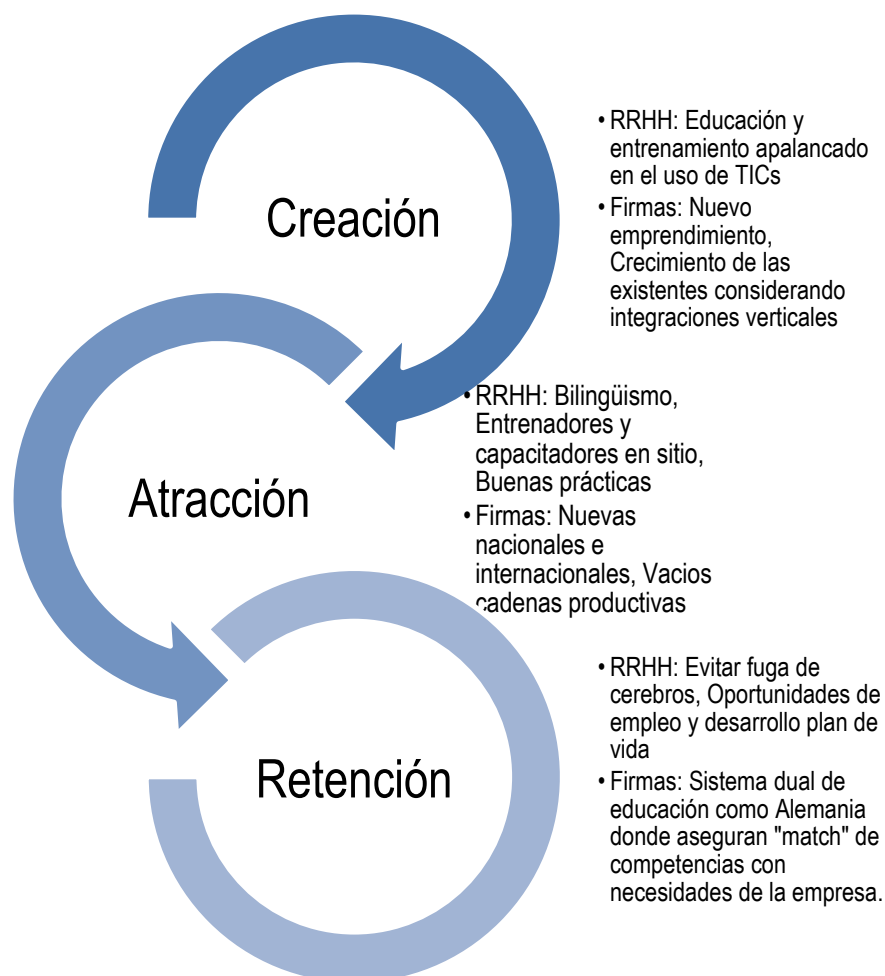 Creación
• RRHH: Educación y
entrenamiento apalancado
en el uso de TICs
• Firmas: Nuevo
emprendimiento,
Crecimiento de las
existentes considerando
integraciones verticales
Atracción
• RRHH: Bilingüismo,
Entrenadores y
capacitadores en sitio,
Buenas prácticas
• Firmas: Nuevas
nacionales e
internacionales, Vacios
cadenas productivas
Retención
• RRHH: Evitar fuga de
cerebros, Oportunidades de
empleo y desarrollo plan de
vida
• Firmas: Sistema dual de
educación como Alemania
donde aseguran "match" de
competencias con
necesidades de la empresa.